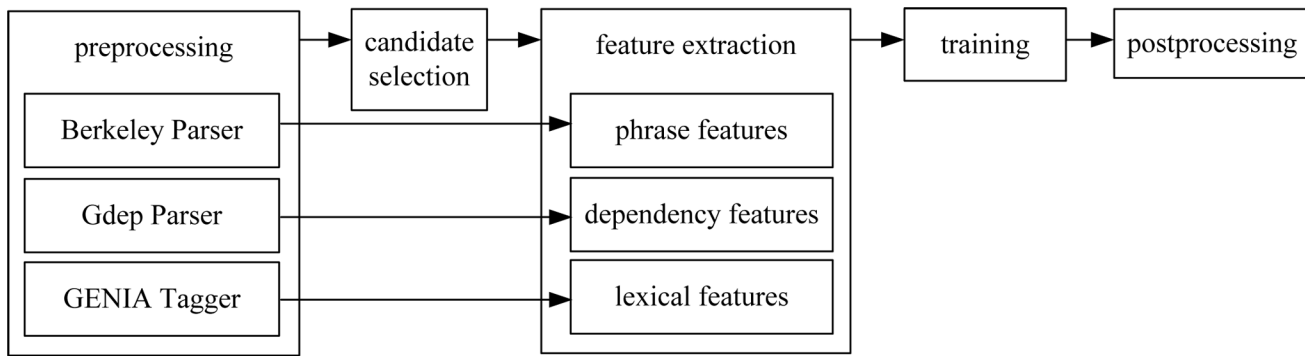 preprocessing
Berkeley Parser
Gdep Parser
GENIA Tagger
candidate
selection
feature extraction
phrase features
dependency features
lexical features
training
postprocessing